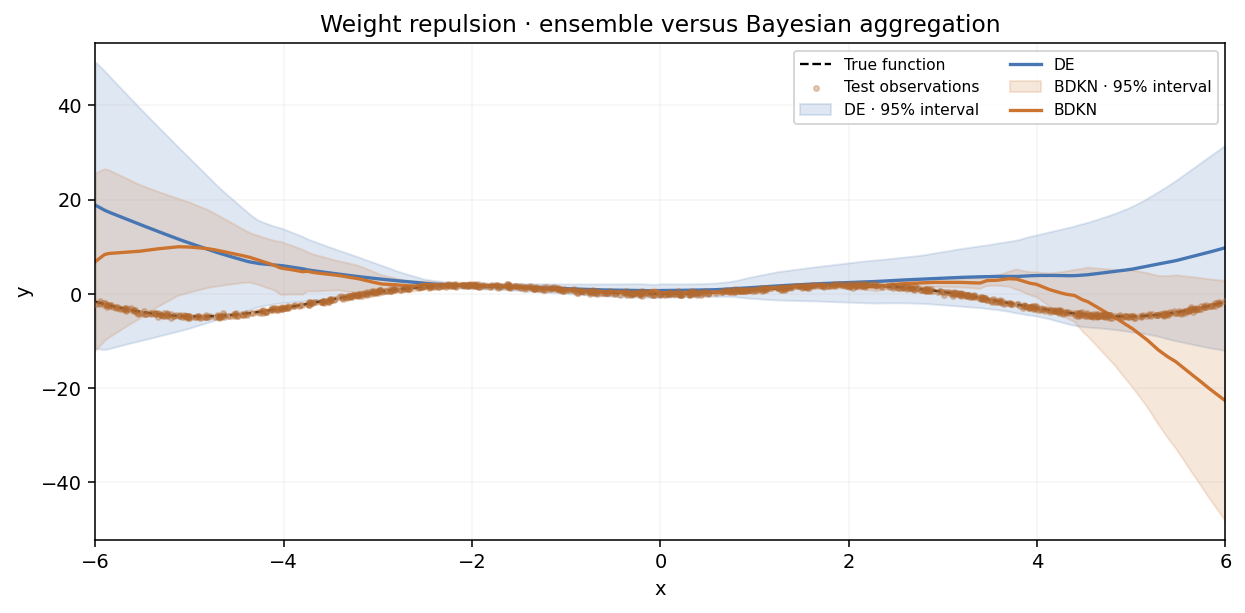 Weight repulsion · ensemble versus Bayesian aggregation
True function
Test observations
DE · 95% interval
DE
BDKN · 95% interval
BDKN
y
40
20
0
−20
−40
−6
−4
−2
0
2
4
6
x